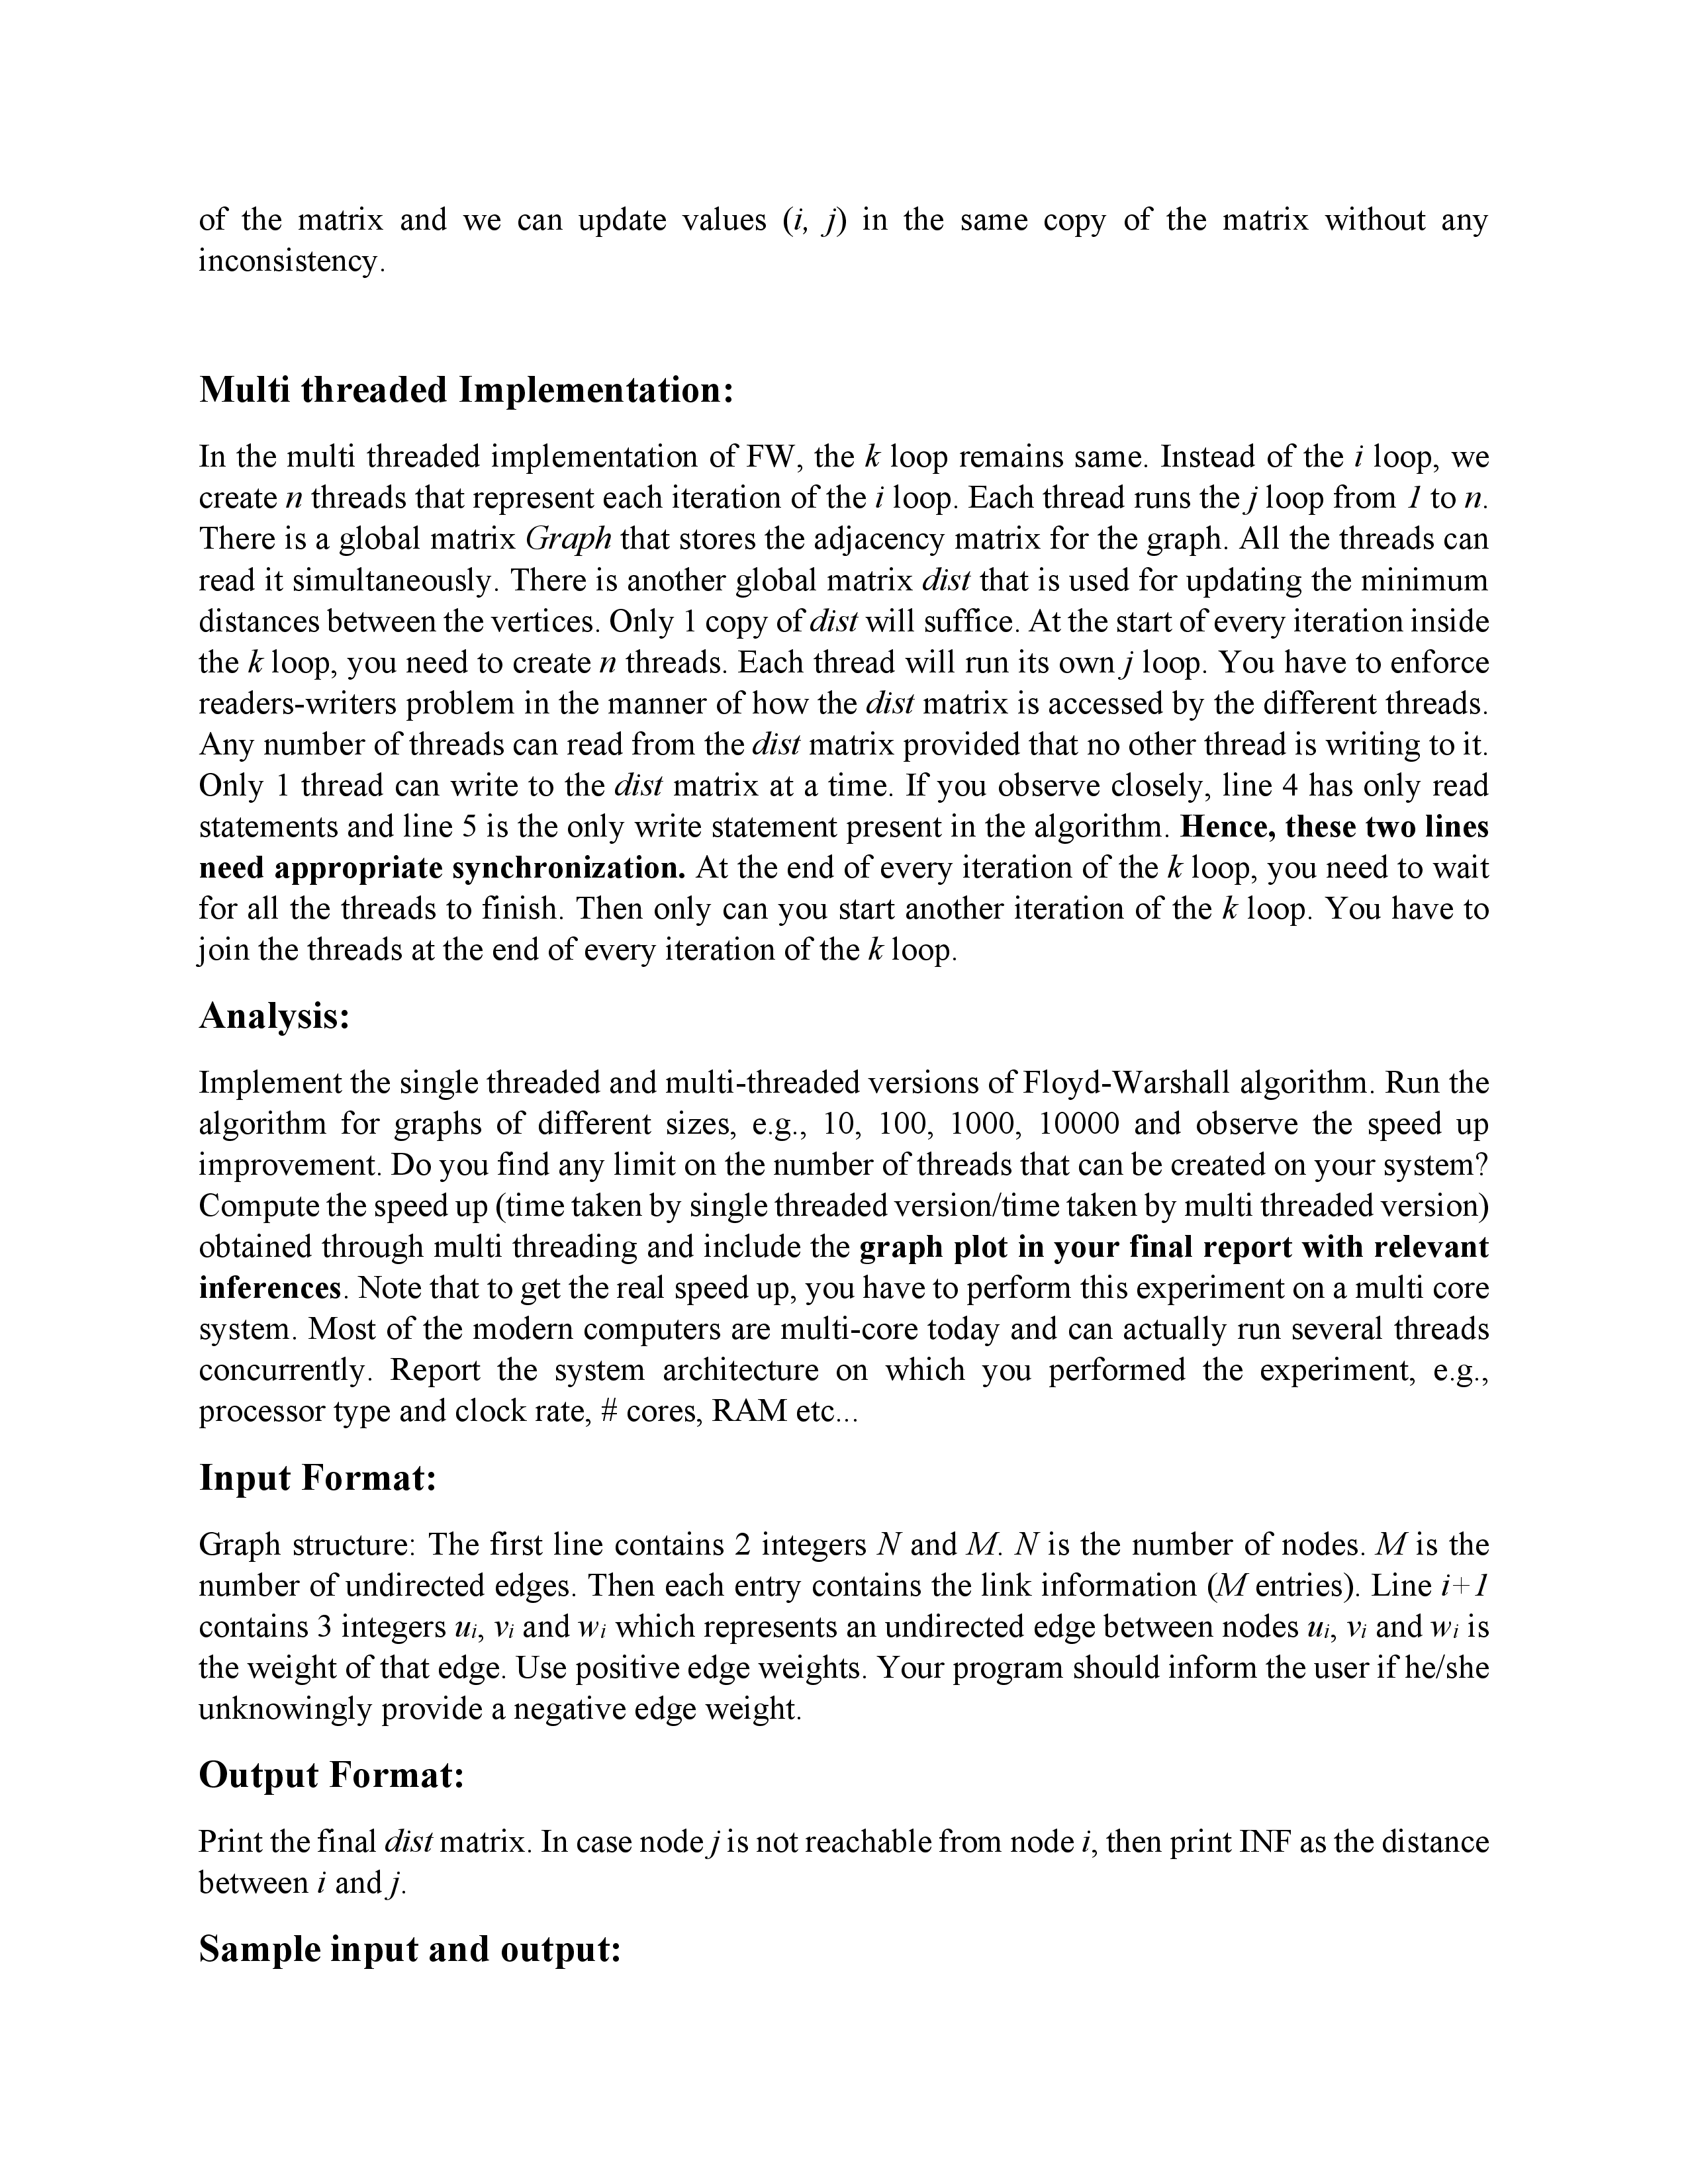 of the matrix and we can update values (i, j) in the same copy of the matrix without any
inconsistency.
Multi threaded Implementation:
In the multi threaded implementation of FW, the k loop remains same. Instead of the i loop, we
create n threads that represent each iteration of the i loop. Each thread runs the j loop from 1 to n.
There is a global matrix Graph that stores the adjacency matrix for the graph. All the threads can
read it simultaneously. There is another global matrix dist that is used for updating the minimum
distances between the vertices. Only 1 copy of dist will suffice. At the start of every iteration inside
the k loop, you need to create n threads. Each thread will run its own j loop. You have to enforce
readers-writers problem in the manner of how the dist matrix is accessed by the different threads.
Any number of threads can read from the dist matrix provided that no other thread is writing to it.
Only 1 thread can write to the dist matrix at a time. If you observe closely, line 4 has only read
statements and line 5 is the only write statement present in the algorithm. Hence, these two lines
need appropriate synchronization. At the end of every iteration of the k loop, you need to wait
for all the threads to finish. Then only can you start another iteration of the k loop. You have to
join the threads at the end of every iteration of the k loop.
Analysis:
Implement the single threaded and multi-threaded versions of Floyd-Warshall algorithm. Run the
algorithm for graphs of different sizes, e.g., 10, 100, 1000, 10000 and observe the speed up
improvement. Do you find any limit on the number of threads that can be created on your system?
Compute the speed up (time taken by single threaded version/time taken by multi threaded version)
obtained through multi threading and include the graph plot in your final report with relevant
inferences. Note that to get the real speed up, you have to perform this experiment on a multi core
system. Most of the modern computers are multi-core today and can actually run several threads
concurrently. Report the system architecture on which you performed the experiment, e.g.,
processor type and clock rate, # cores, RAM etc...
Input Format:
Graph structure: The first line contains 2 integers N and M. N is the number of nodes. M is the
number of undirected edges. Then each entry contains the link information (M entries). Line i+1
contains 3 integers ui, vi and wi which represents an undirected edge between nodes ui, vi and wi is
the weight of that edge. Use positive edge weights. Your program should inform the user if he/she
unknowingly provide a negative edge weight.
Output Format:
Print the final dist matrix. In case node j is not reachable from node i, then print INF as the distance
between i and j.
Sample input and output: